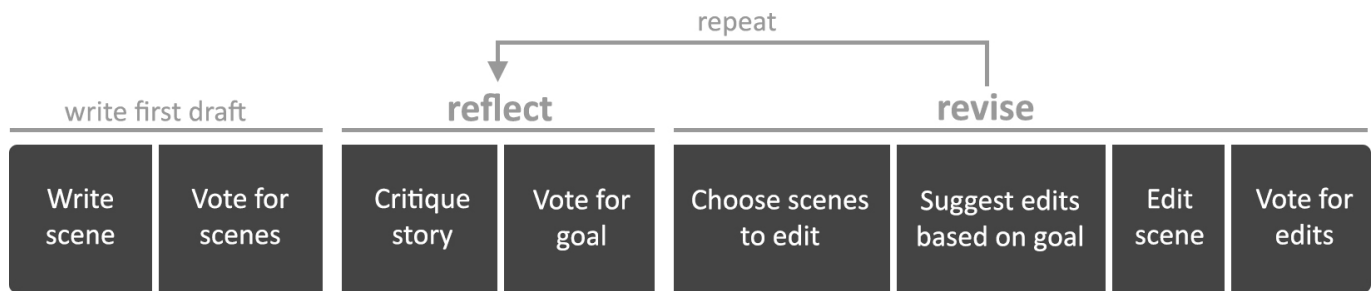 repeat
write first draft
reflect
revise
Write
scene
Vote for
scenes
Critique
story
Vote for
goal
Choose scenes
to edit
Suggest edits
based on goal
Edit
scene
Vote for
edits